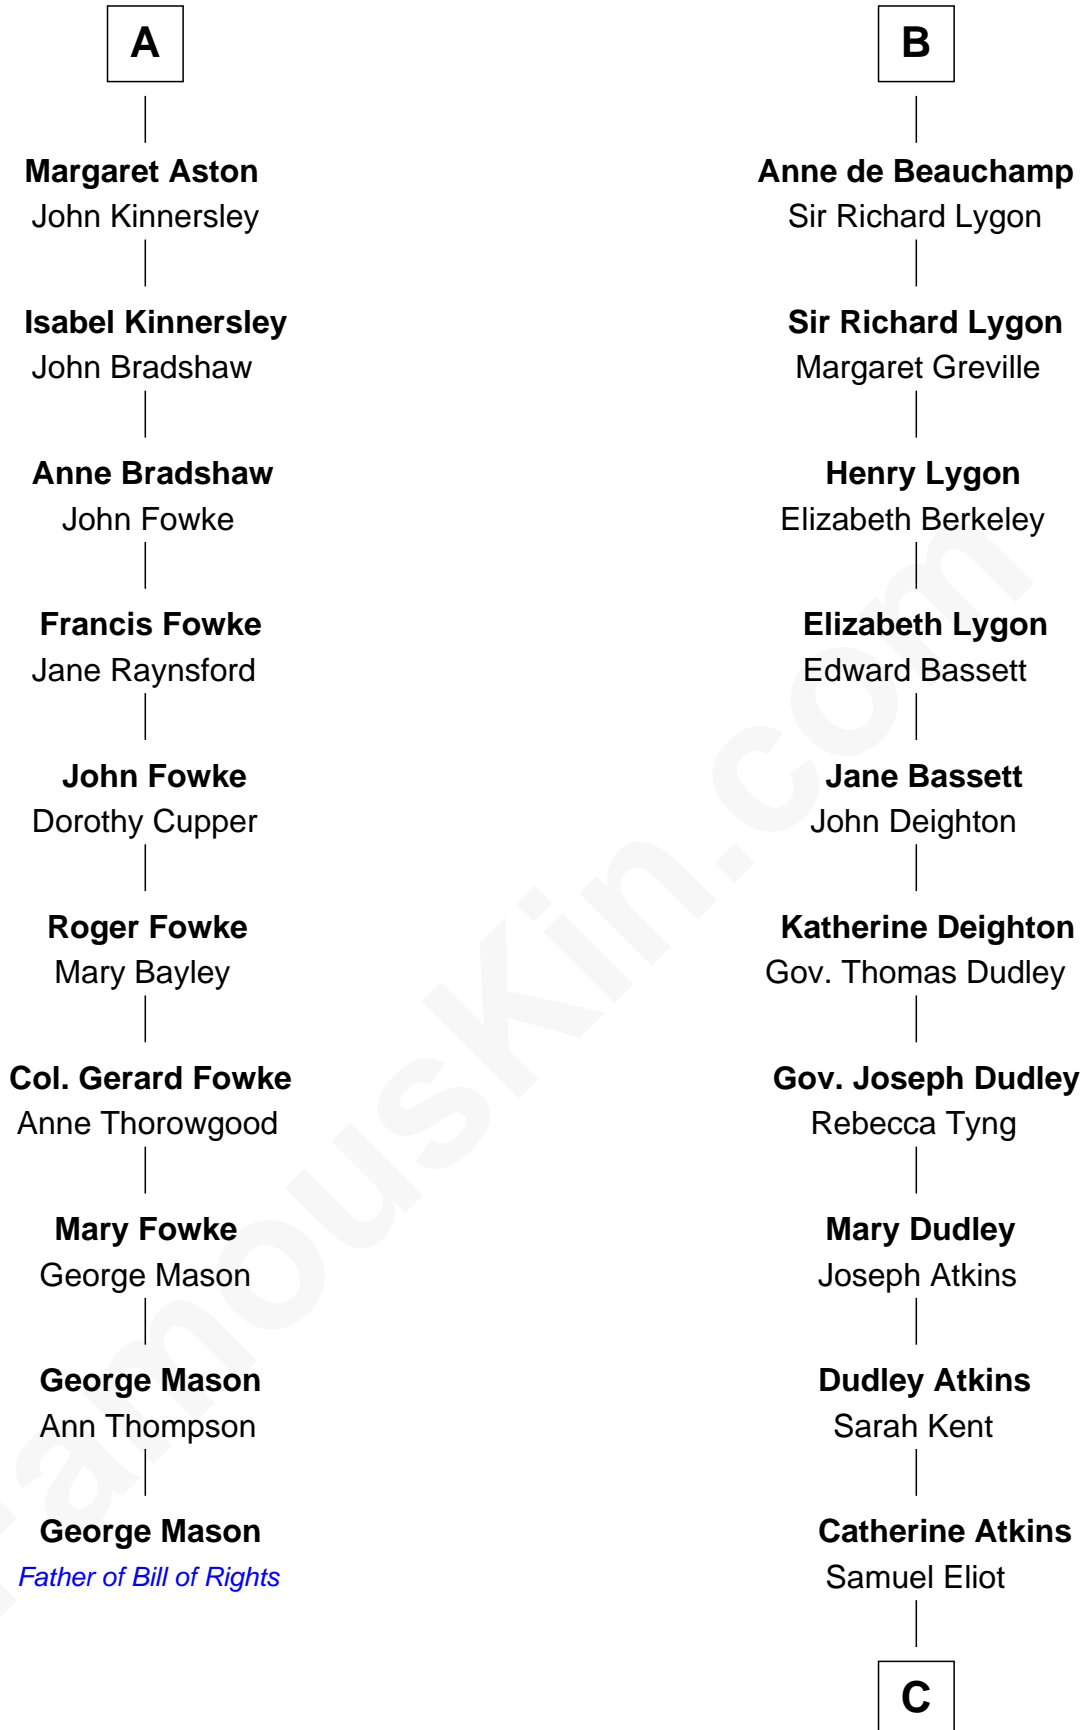 A
Margaret Aston
John Kinnersley
Isabel Kinnersley
John Bradshaw
Anne Bradshaw
John Fowke
Francis Fowke
Jane Raynsford
John Fowke
Dorothy Cupper
Roger Fowke
Mary Bayley
Col. Gerard Fowke
Anne Thorowgood
Mary Fowke
George Mason
George Mason
Ann Thompson
George Mason
Father of Bill of Rights
B
Anne de Beauchamp
Sir Richard Lygon
Sir Richard Lygon
Margaret Greville
Henry Lygon
Elizabeth Berkeley
Elizabeth Lygon
Edward Bassett
Jane Bassett
John Deighton
Katherine Deighton
Gov. Thomas Dudley
Gov. Joseph Dudley
Rebecca Tyng
Mary Dudley
Joseph Atkins
Dudley Atkins
Sarah Kent
Catherine Atkins
Samuel Eliot
C
FamousKin.com